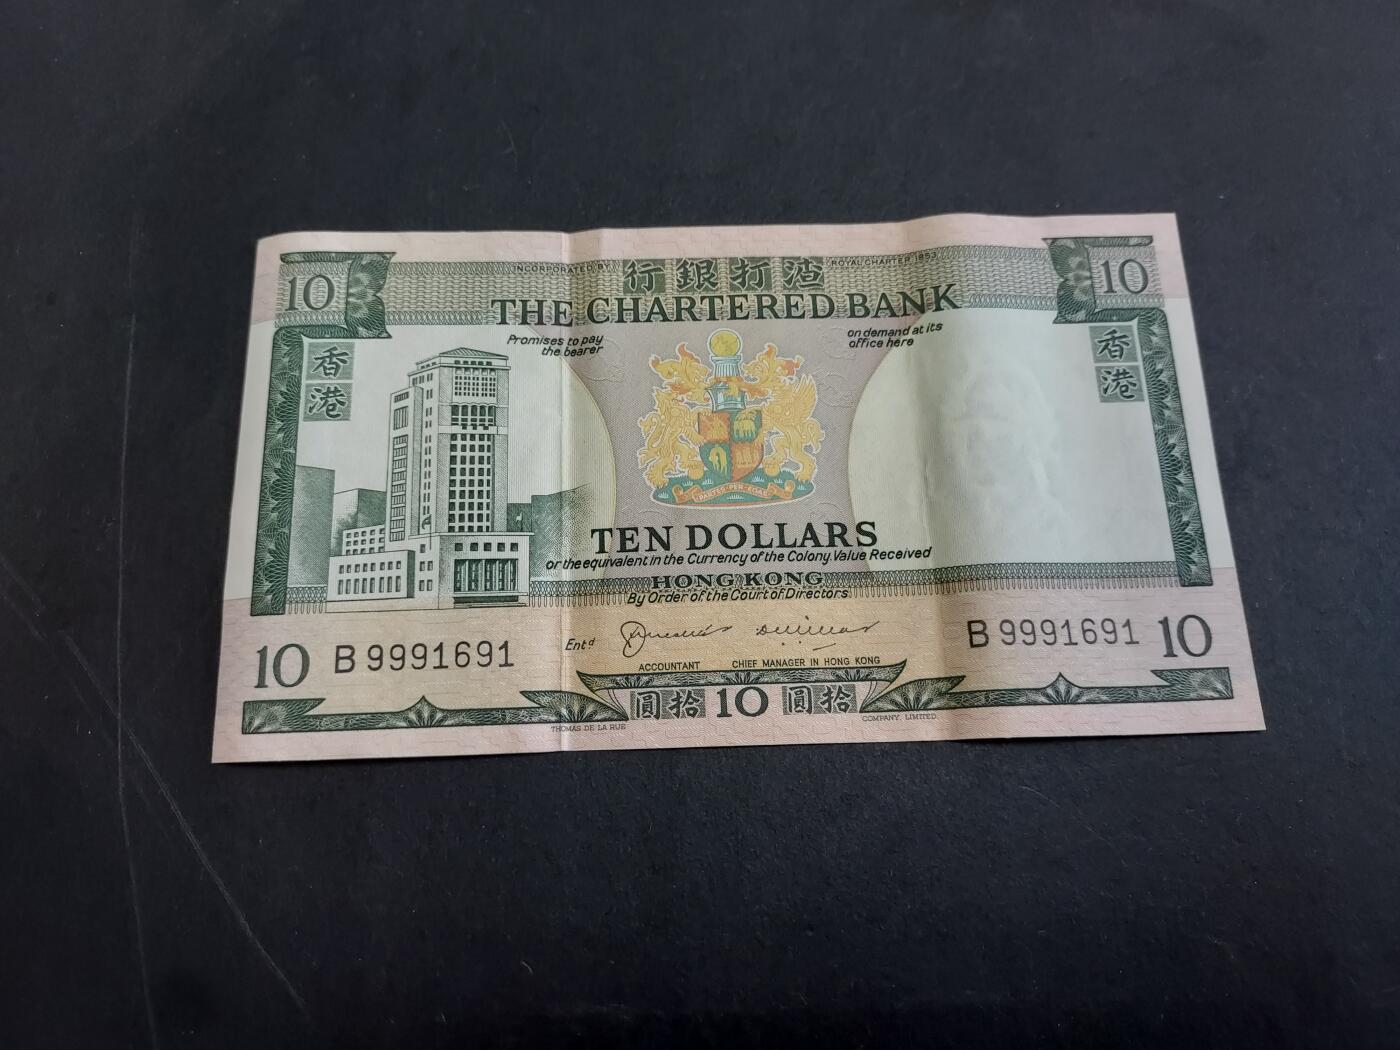 INCORPORATED BY 行銀打渣 ROYAL CHARTER 1853
10 10
THE CHARTERED BANK
Promises to pay
the bearer
on demand at its
office here
香港
香港
PARTES·PER·EOAS
TEN DOLLARS
or the equivalent in the Currency of the Colony. Value Received
HONG KONG
By Order of the Court of Directors
10 B 9991691 Entd B 9991691 10
ACCOUNTANT CHIEF MANAGER IN HONG KONG
圓拾 10 圓拾
THOMAS DE LA RUE COMPANY, LIMITED.